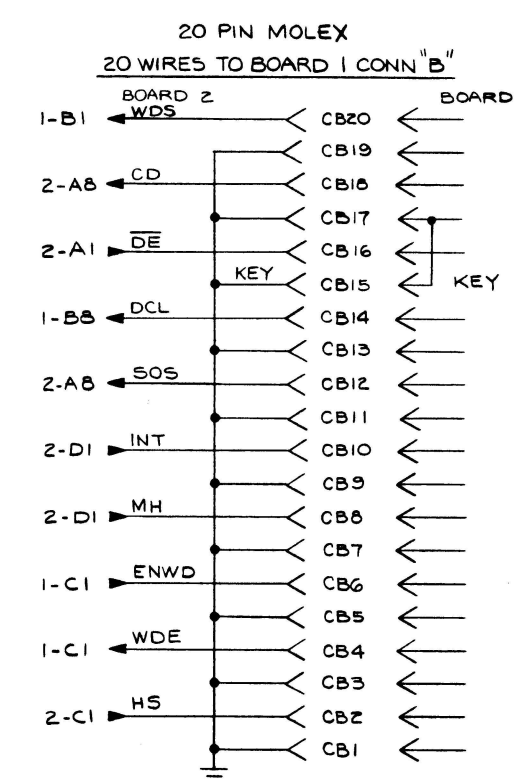 20 PIN MOLEX
20 WIRES TO BOARD 1 CONN "B"
BOARD 2 BOARD
1-B1 WDS CB20
CB19
2-A8 CD CB18
CB17
2-A1 DE CB16
KEY CB15 KEY
1-B8 DCL CB14
CB13
2-A8 SOS CB12
CB11
2-D1 INT CB10
CB9
2-D1 MH CB8
CB7
1-C1 ENWD CB6
CB5
1-C1 WDE CB4
CB3
2-C1 HS CB2
CB1